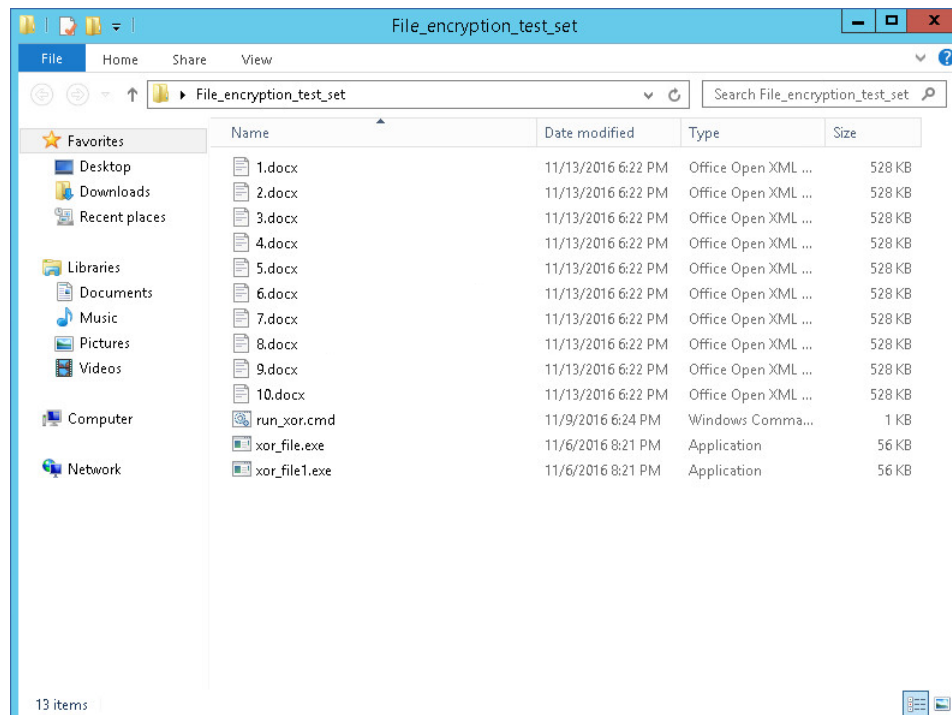 File_encryption_test_set
File Home Share View
File_encryption_test_set Search File_encryption_test_set
Name Date modified Type Size
Favorites
Desktop
Downloads
Recent places
Libraries
Documents
Music
Pictures
Videos
Computer
Network
1.docx 11/13/2016 6:22 PM Office Open XML ... 528 KB
2.docx 11/13/2016 6:22 PM Office Open XML ... 528 KB
3.docx 11/13/2016 6:22 PM Office Open XML ... 528 KB
4.docx 11/13/2016 6:22 PM Office Open XML ... 528 KB
5.docx 11/13/2016 6:22 PM Office Open XML ... 528 KB
6.docx 11/13/2016 6:22 PM Office Open XML ... 528 KB
7.docx 11/13/2016 6:22 PM Office Open XML ... 528 KB
8.docx 11/13/2016 6:22 PM Office Open XML ... 528 KB
9.docx 11/13/2016 6:22 PM Office Open XML ... 528 KB
10.docx 11/13/2016 6:22 PM Office Open XML ... 528 KB
run_xor.cmd 11/9/2016 6:24 PM Windows Comma... 1 KB
xor_file.exe 11/6/2016 8:21 PM Application 56 KB
xor_file1.exe 11/6/2016 8:21 PM Application 56 KB
13 items